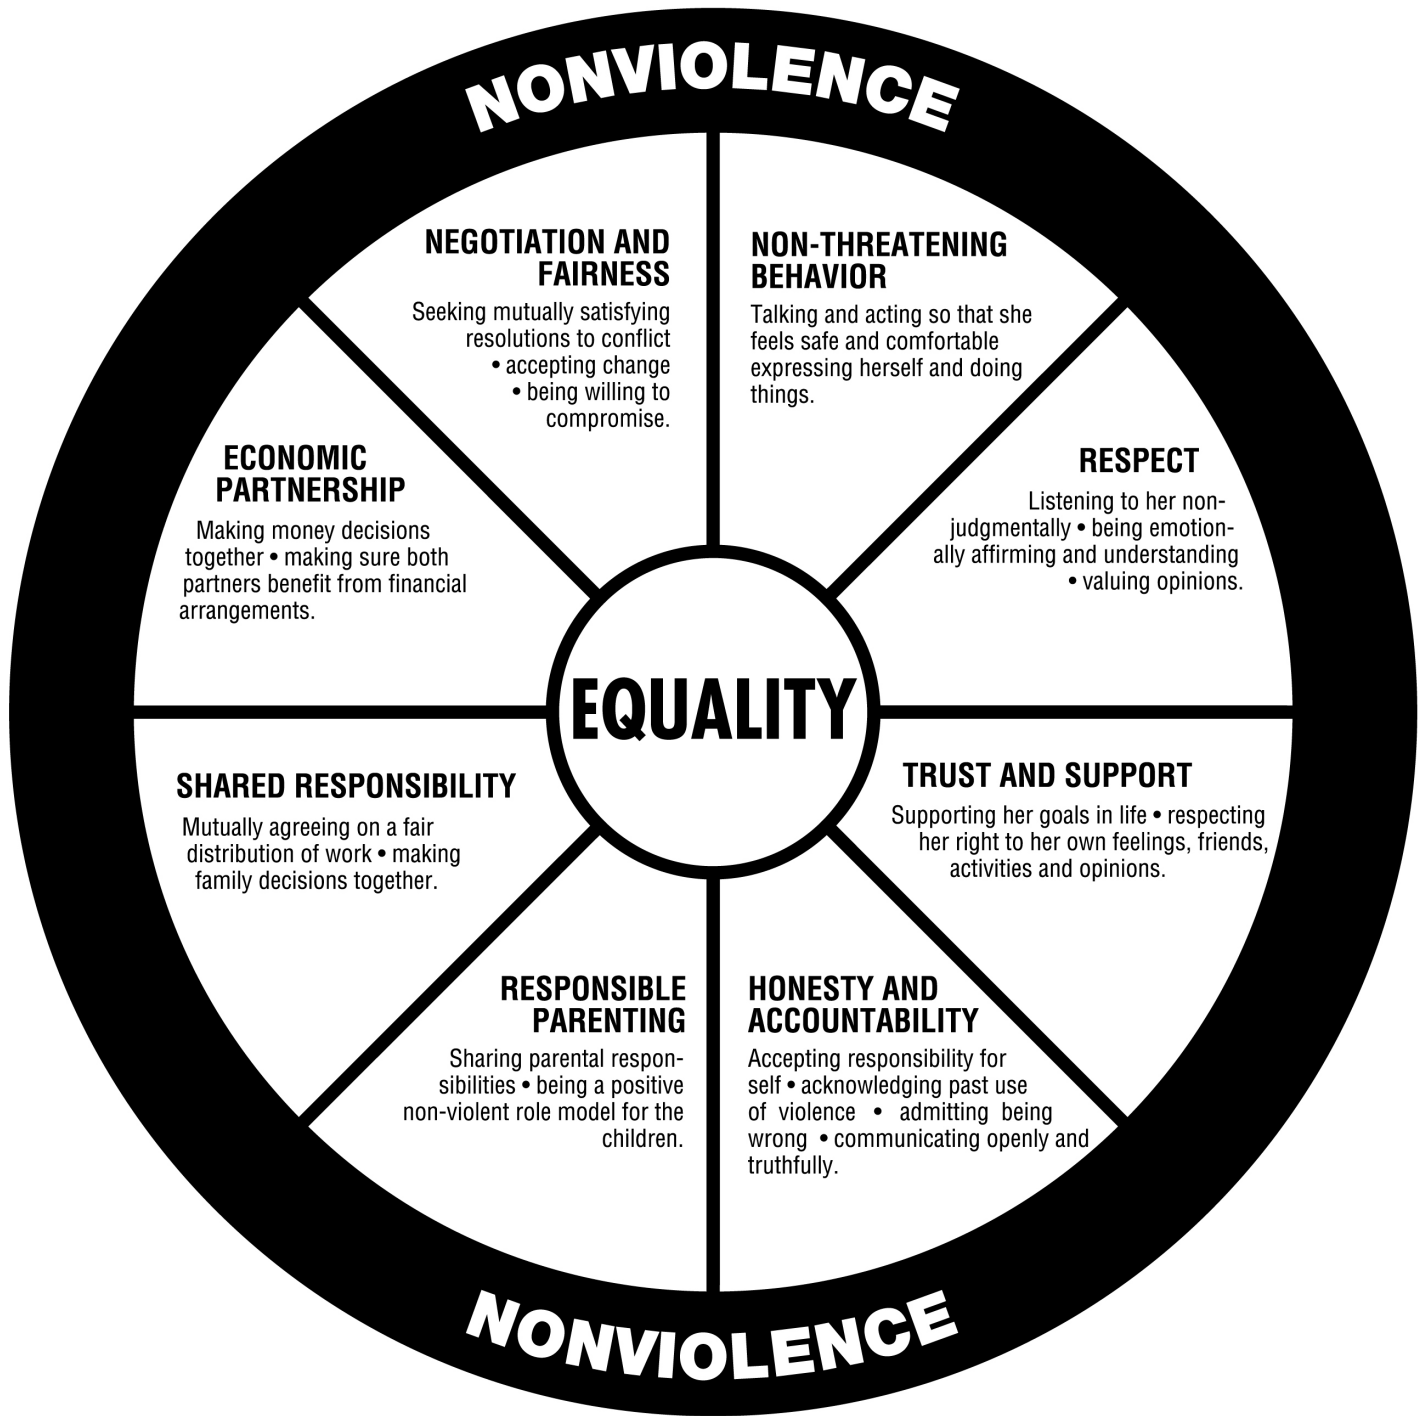 NONVIOLENCE
NEGOTIATION AND
FAIRNESS
Seeking mutually satisfying
resolutions to conflict
• accepting change
• being willing to
compromise.
NON-THREATENING
BEHAVIOR
Talking and acting so that she
feels safe and comfortable
expressing herself and doing
things.
ECONOMIC
PARTNERSHIP
Making money decisions
together • making sure both
partners benefit from financial
arrangements.
RESPECT
Listening to her non-
judgmentally • being emotion-
ally affirming and understanding
• valuing opinions.
EQUALITY
SHARED RESPONSIBILITY
Mutually agreeing on a fair
distribution of work • making
family decisions together.
TRUST AND SUPPORT
Supporting her goals in life • respecting
her right to her own feelings, friends,
activities and opinions.
RESPONSIBLE
PARENTING
Sharing parental respon-
sibilities • being a positive
non-violent role model for the
children.
HONESTY AND
ACCOUNTABILITY
Accepting responsibility for
self • acknowledging past use
of violence • admitting being
wrong • communicating openly and
truthfully.
NONVIOLENCE